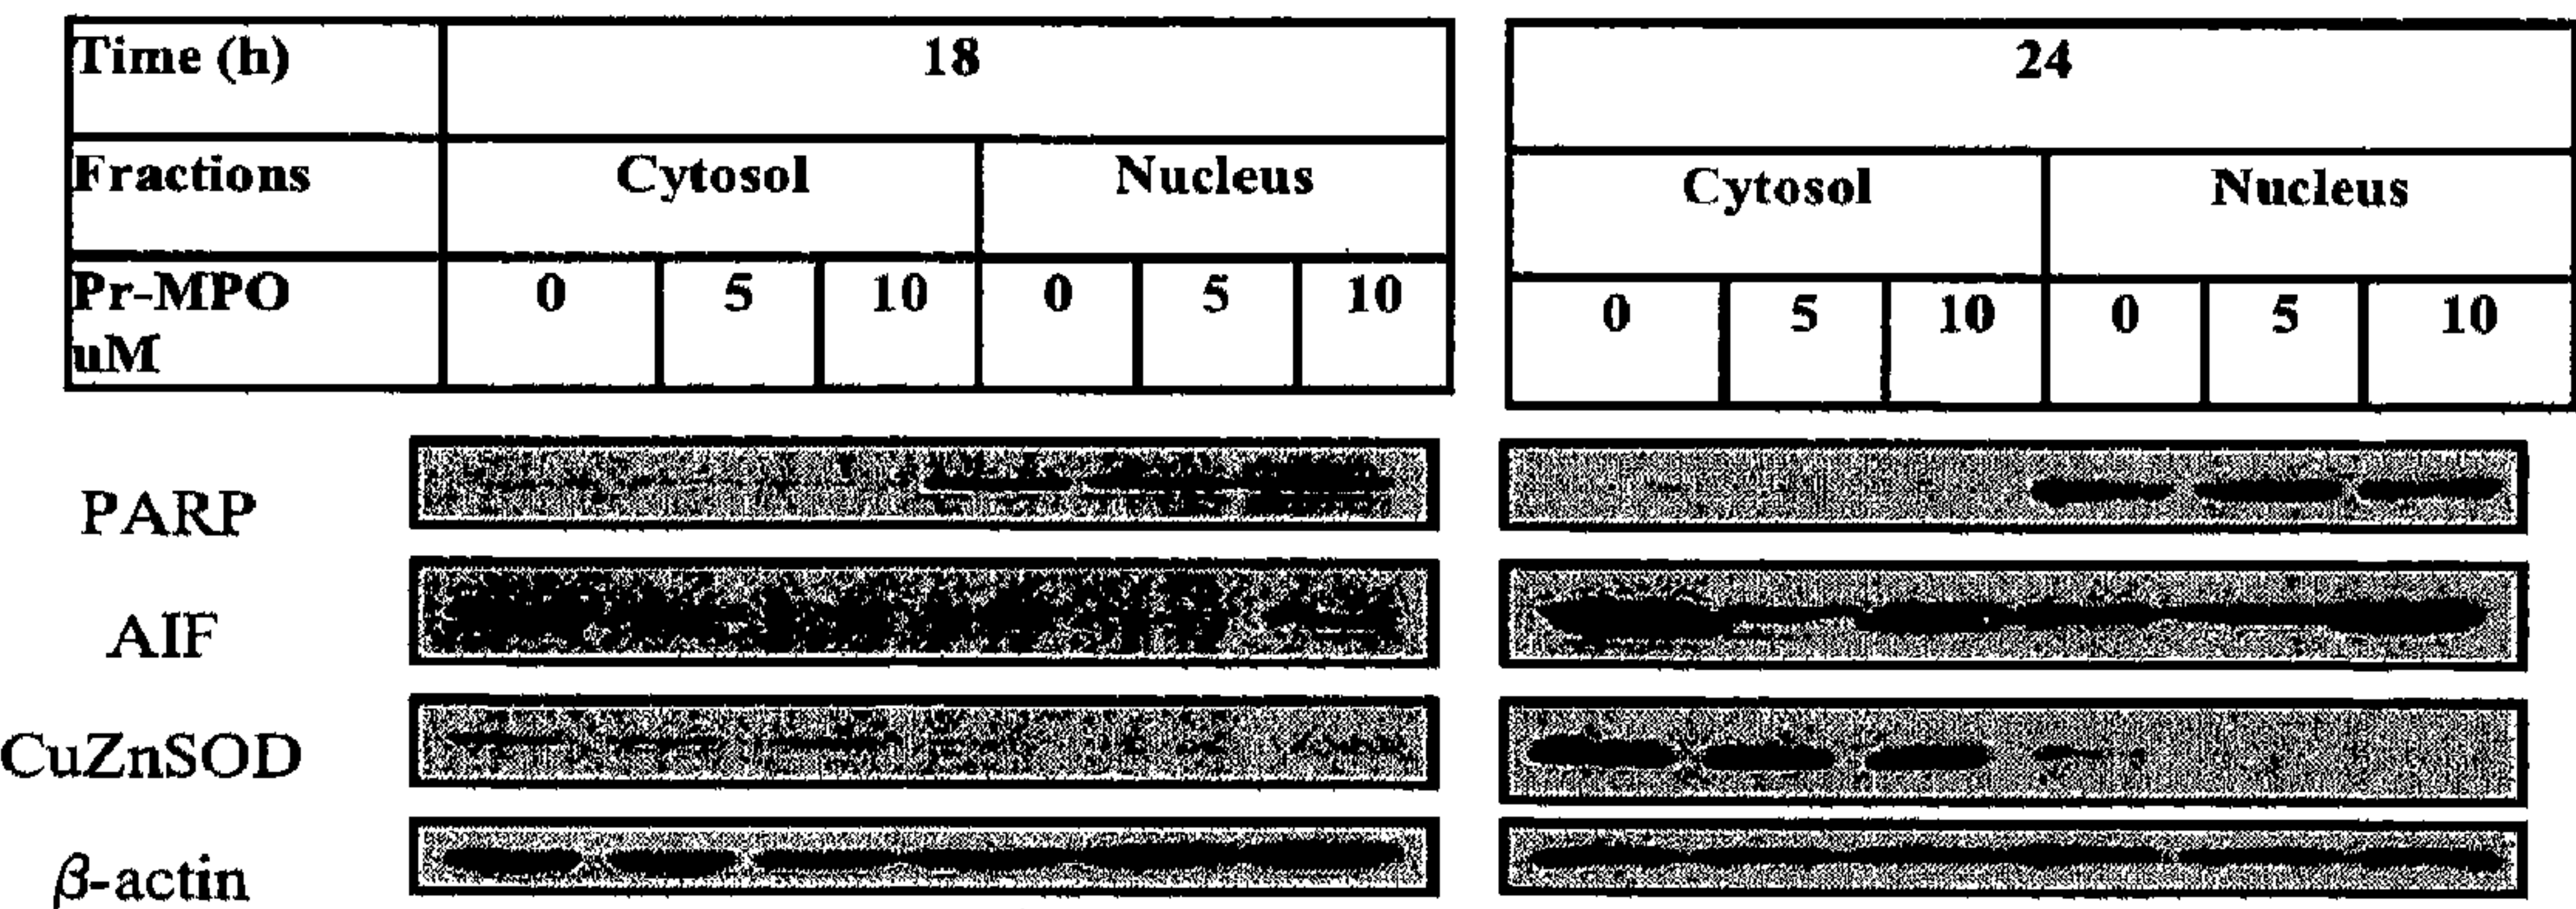 Time (h) 18 24
Fractions Cytosol Nucleus Cytosol Nucleus
Pr-MPO 0 5 10 0 5 10 0 5 10 0 5 10
uM
PARP
AIF
CuZnSOD
β-actin